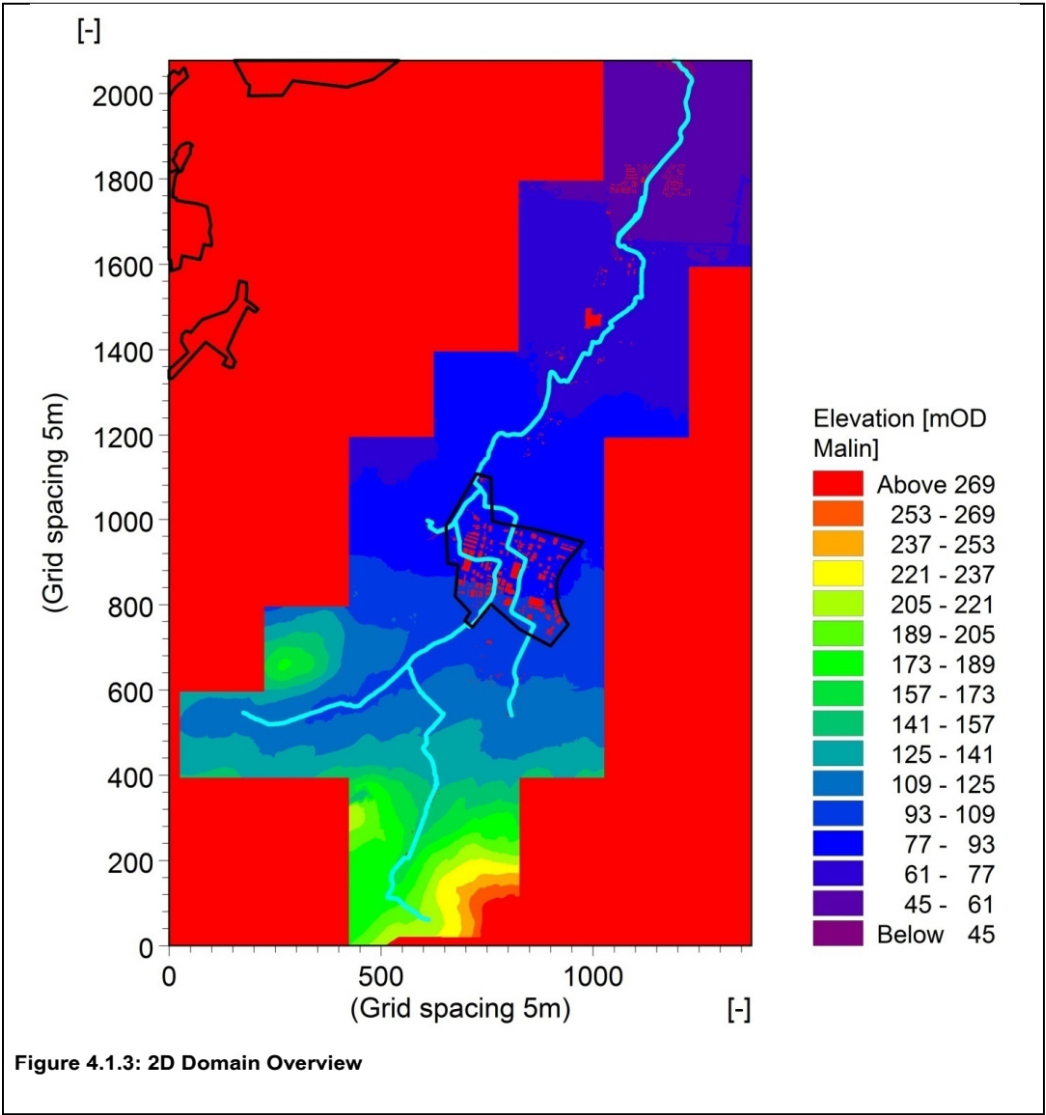 [-]
2000
1800
1600
1400
1200
1000
800
600
400
200
0
(Grid spacing 5m)
0 500 1000
(Grid spacing 5m) [-]
Elevation [mOD
Malin]
Above 269
253 - 269
237 - 253
221 - 237
205 - 221
189 - 205
173 - 189
157 - 173
141 - 157
125 - 141
109 - 125
93 - 109
77 - 93
61 - 77
45 - 61
Below 45
Figure 4.1.3: 2D Domain Overview